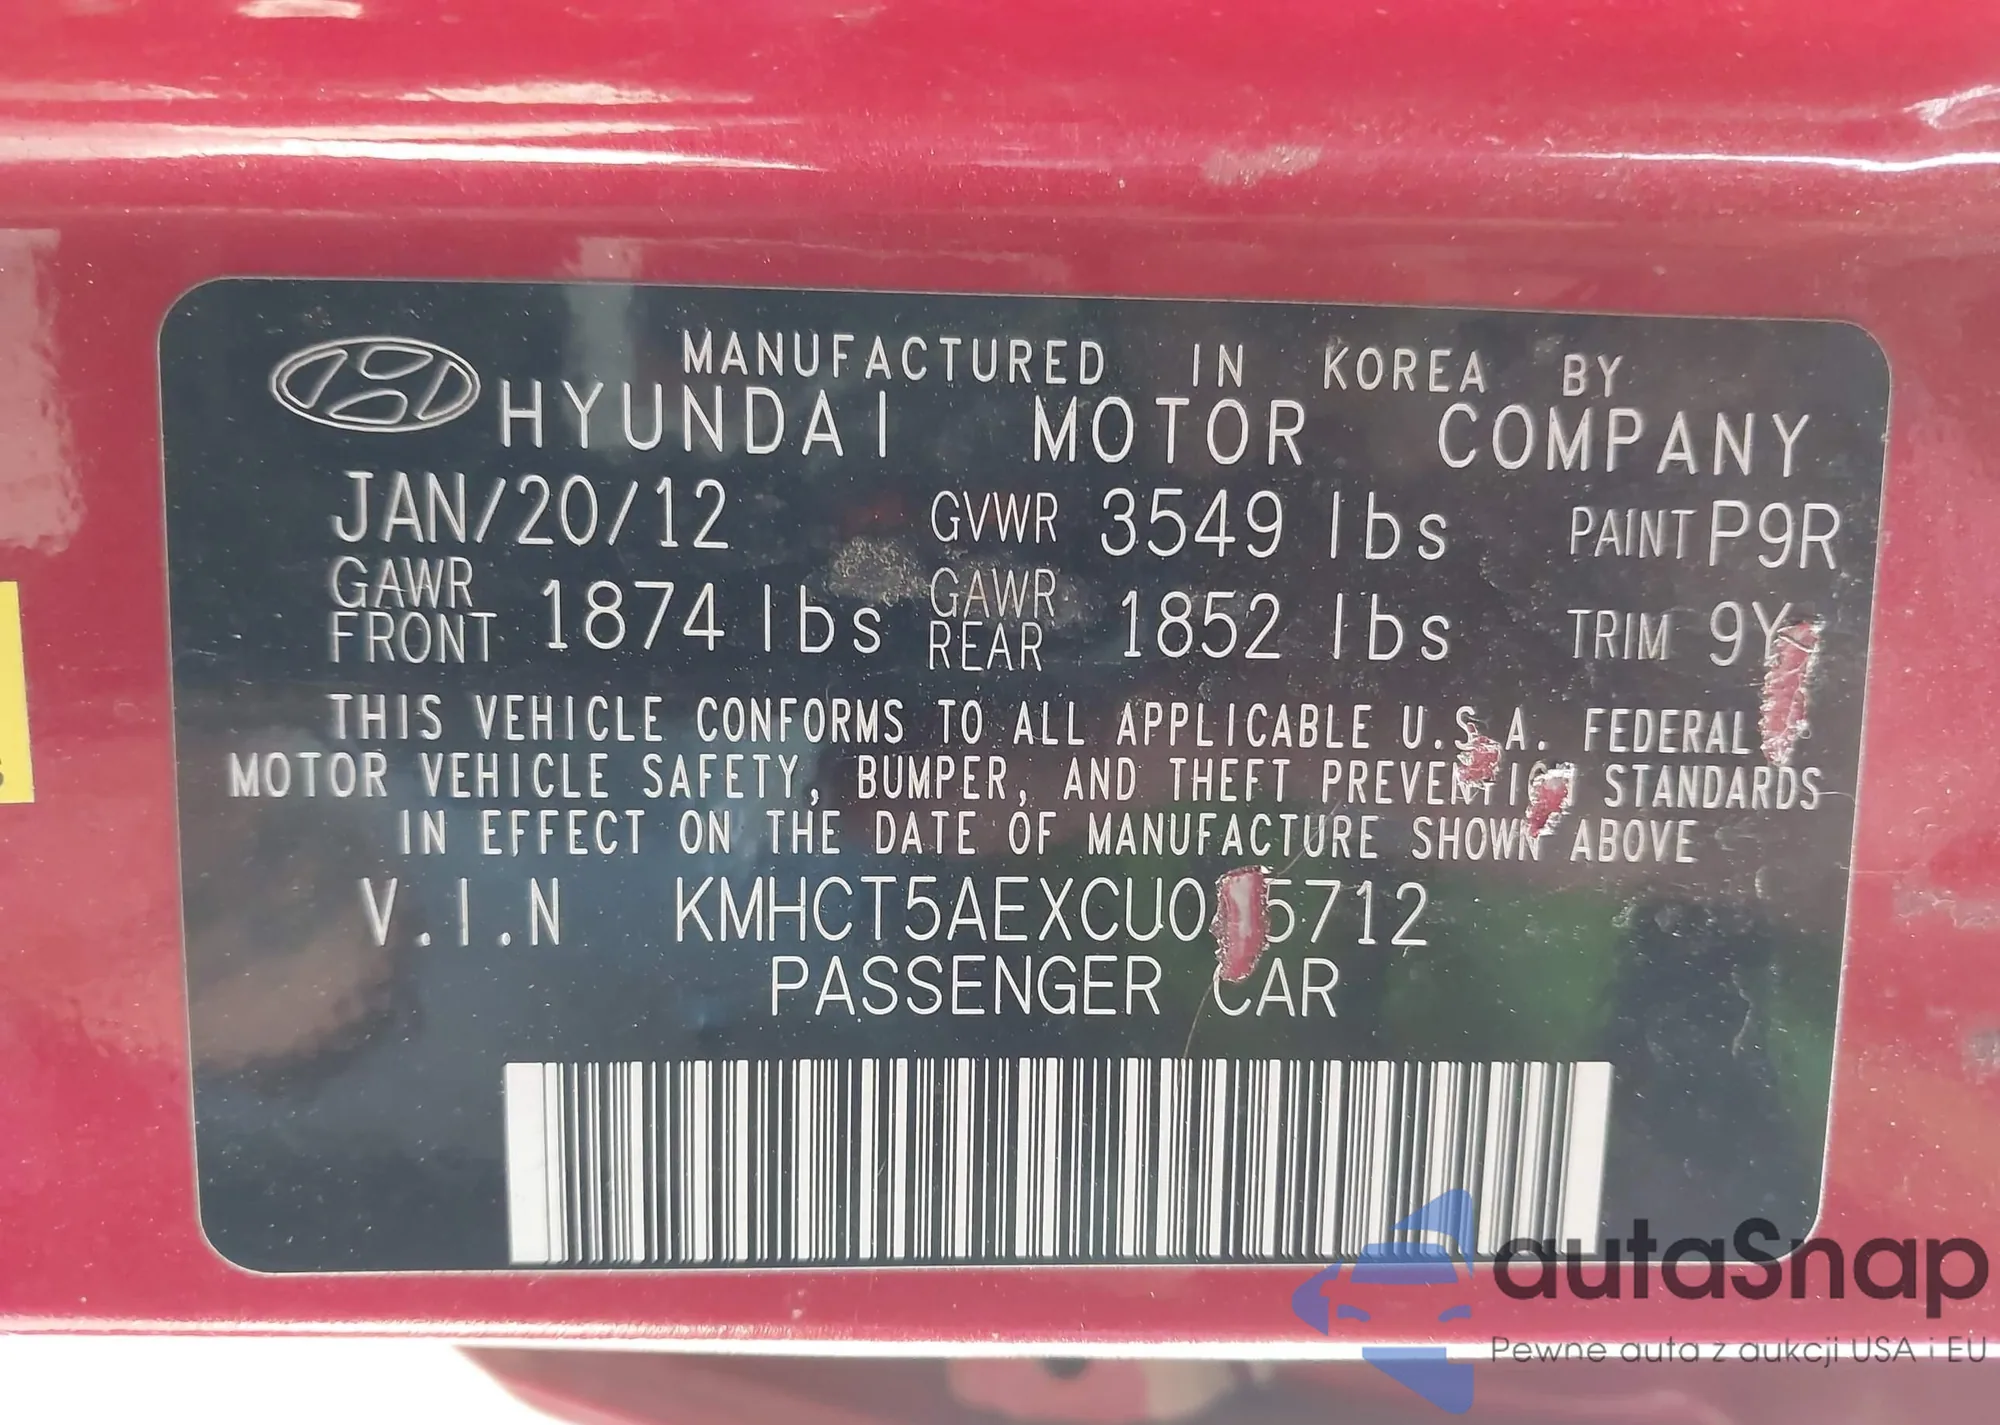 MANUFACTURED IN KOREA BY
HYUNDAI MOTOR COMPANY
JAN/20/12 GVWR 3549 lbs PAINT P9R
GAWR FRONT 1874 lbs GAWR REAR 1852 lbs TRIM 9Y
THIS VEHICLE CONFORMS TO ALL APPLICABLE U.S.A. FEDERAL
MOTOR VEHICLE SAFETY, BUMPER, AND THEFT PREVENTION STANDARDS
IN EFFECT ON THE DATE OF MANUFACTURE SHOWN ABOVE
V.I.N
PASSENGER CAR
autaSnap
Pewne auta z aukcji USA i EU